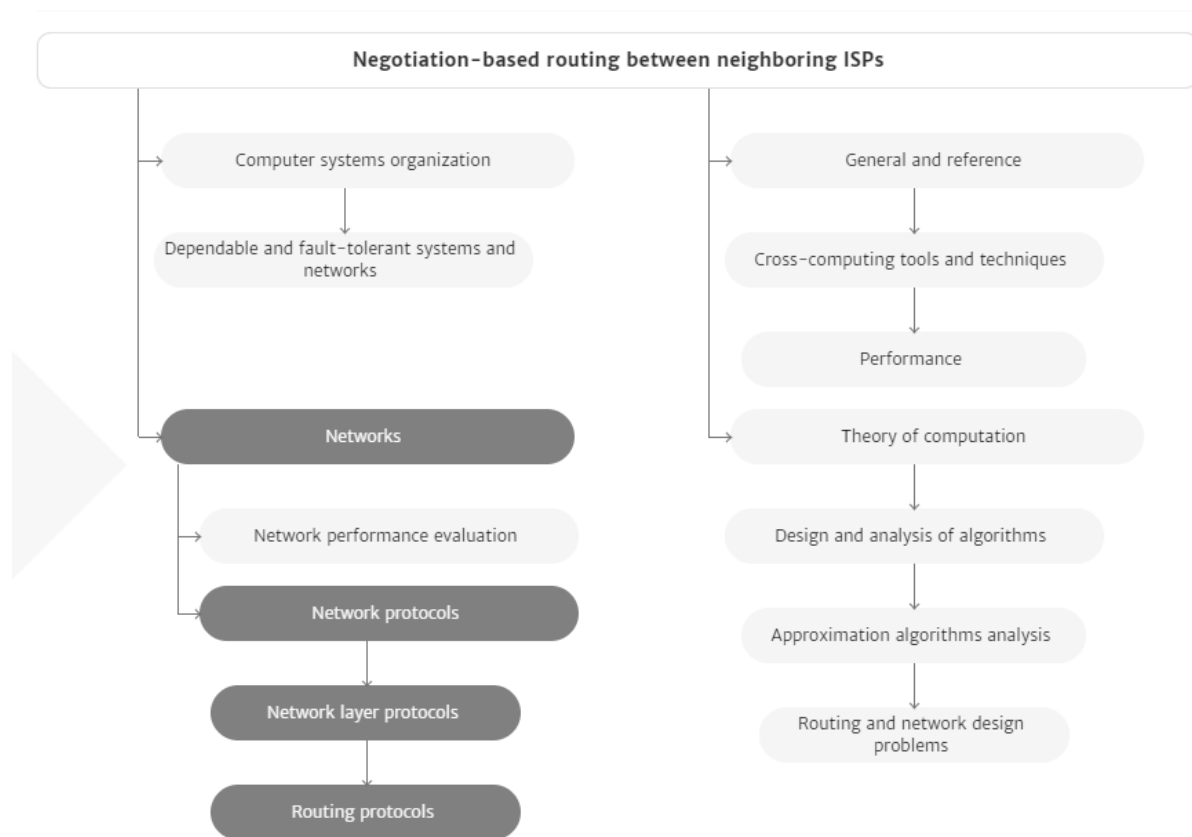 Negotiation-based routing between neighboring ISPs
Computer systems organization
Dependable and fault-tolerant systems and
networks
Networks
Network performance evaluation
Network protocols
Network layer protocols
Routing protocols
General and reference
Cross-computing tools and techniques
Performance
Theory of computation
Design and analysis of algorithms
Approximation algorithms analysis
Routing and network design
problems